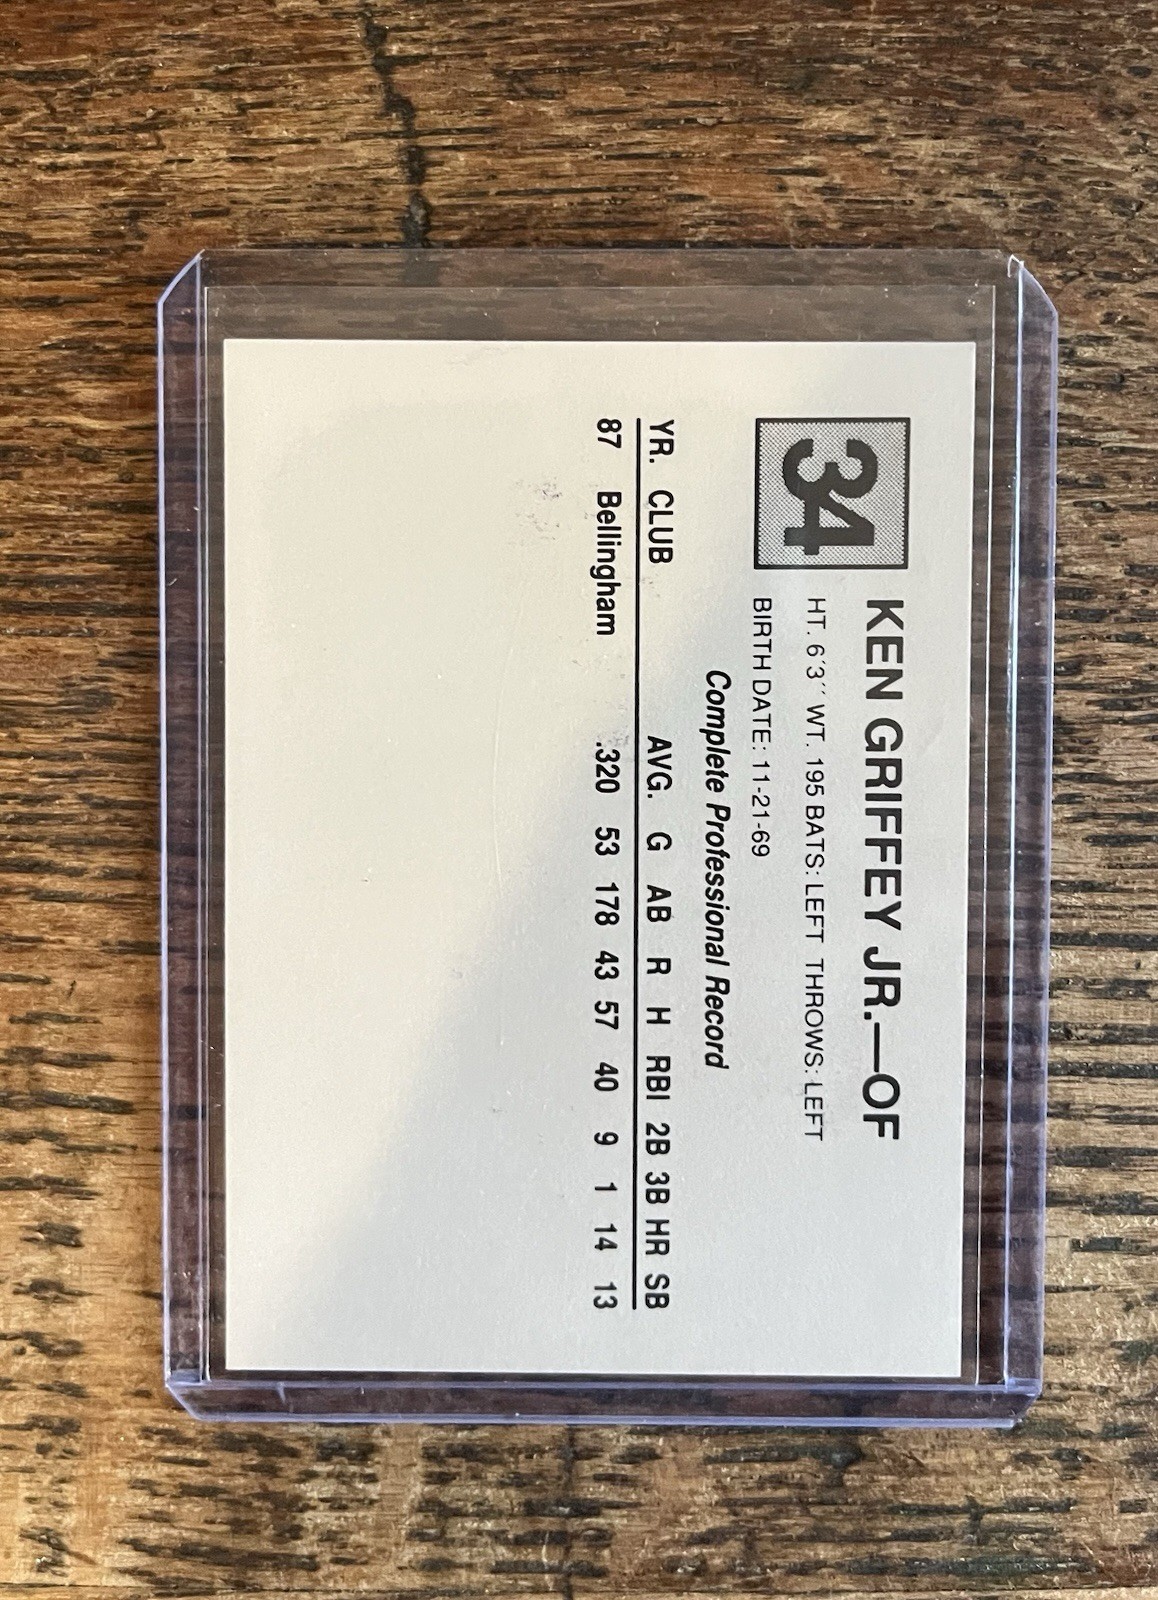 34
KEN GRIFFEY JR.—OF
HT. 6'3'' WT. 195 BATS: LEFT THROWS: LEFT
BIRTH DATE: 11-21-69
Complete Professional Record
YR. CLUB AVG. G AB R H RBI 2B 3B HR SB
87 Bellingham .320 53 178 43 57 40 9 1 14 13